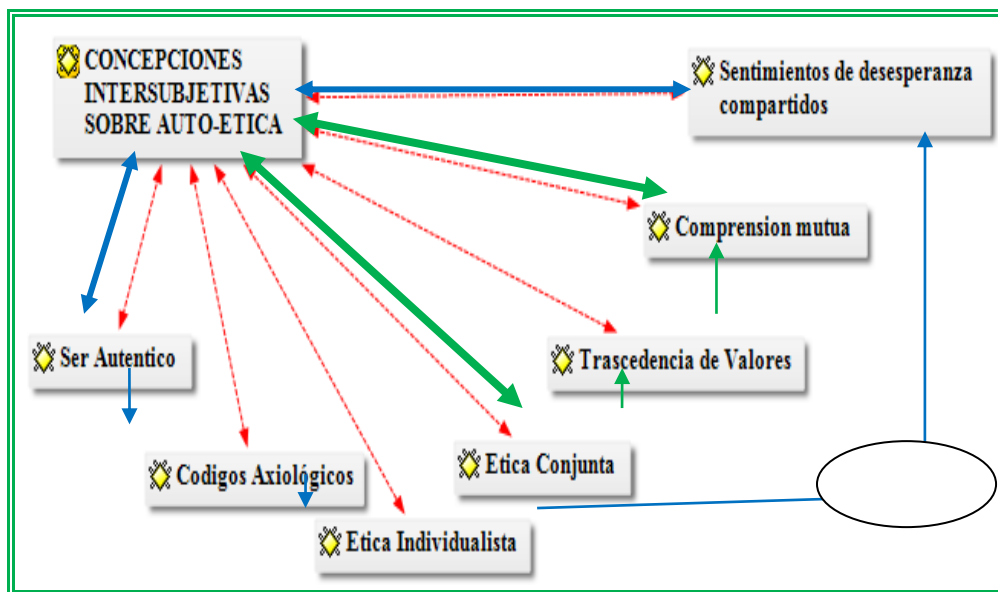 CONCEPCIONES
INTERSUBJETIVAS
SOBRE AUTO-ETICA
Sentimientos de desesperanza
compartidos
Comprension mutua
Ser Autentico
Trascedencia de Valores
Codigos Axiológicos
Etica Conjunta
Etica Individualista